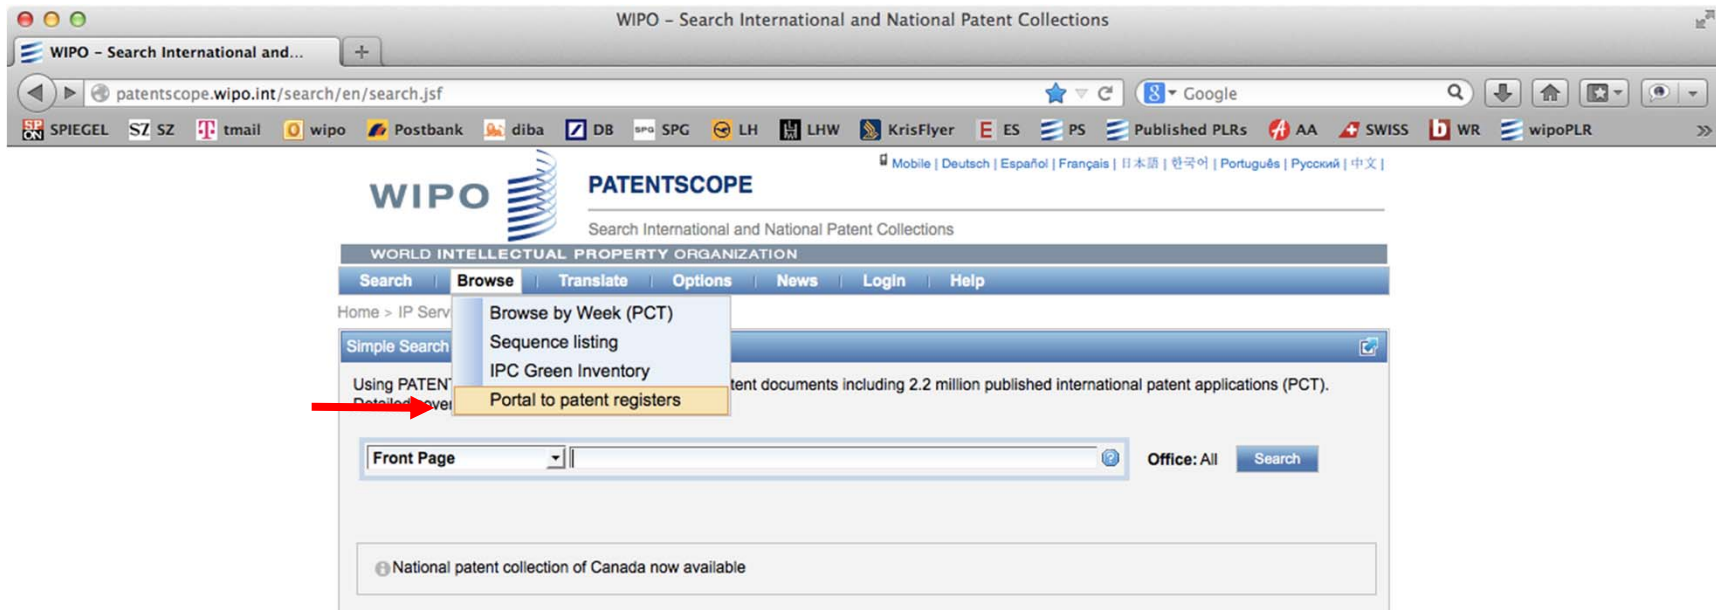 WIPO – Search International and National Patent Collections
WIPO – Search International and...
patentscope.wipo.int/search/en/search.jsf
Google
SPIEGEL SZ SZ T tmail wipo Postbank diba DB SPG SPG LH LHW KrisFlyer E ES PS Published PLRs AA SWISS WR wipoPLR »
Mobile | Deutsch | Español | Français | 日本語 | 한국어 | Português | Русский | 中文 |
WIPO
PATENTSCOPE
Search International and National Patent Collections
WORLD INTELLECTUAL PROPERTY ORGANIZATION
Search | Browse | Translate | Options | News | Login | Help
Home > IP Serv
Browse by Week (PCT)
Sequence listing
IPC Green Inventory
Portal to patent registers
Simple Search
Using PATEN tent documents including 2.2 million published international patent applications (PCT).
Front Page
Office: All
Search
National patent collection of Canada now available